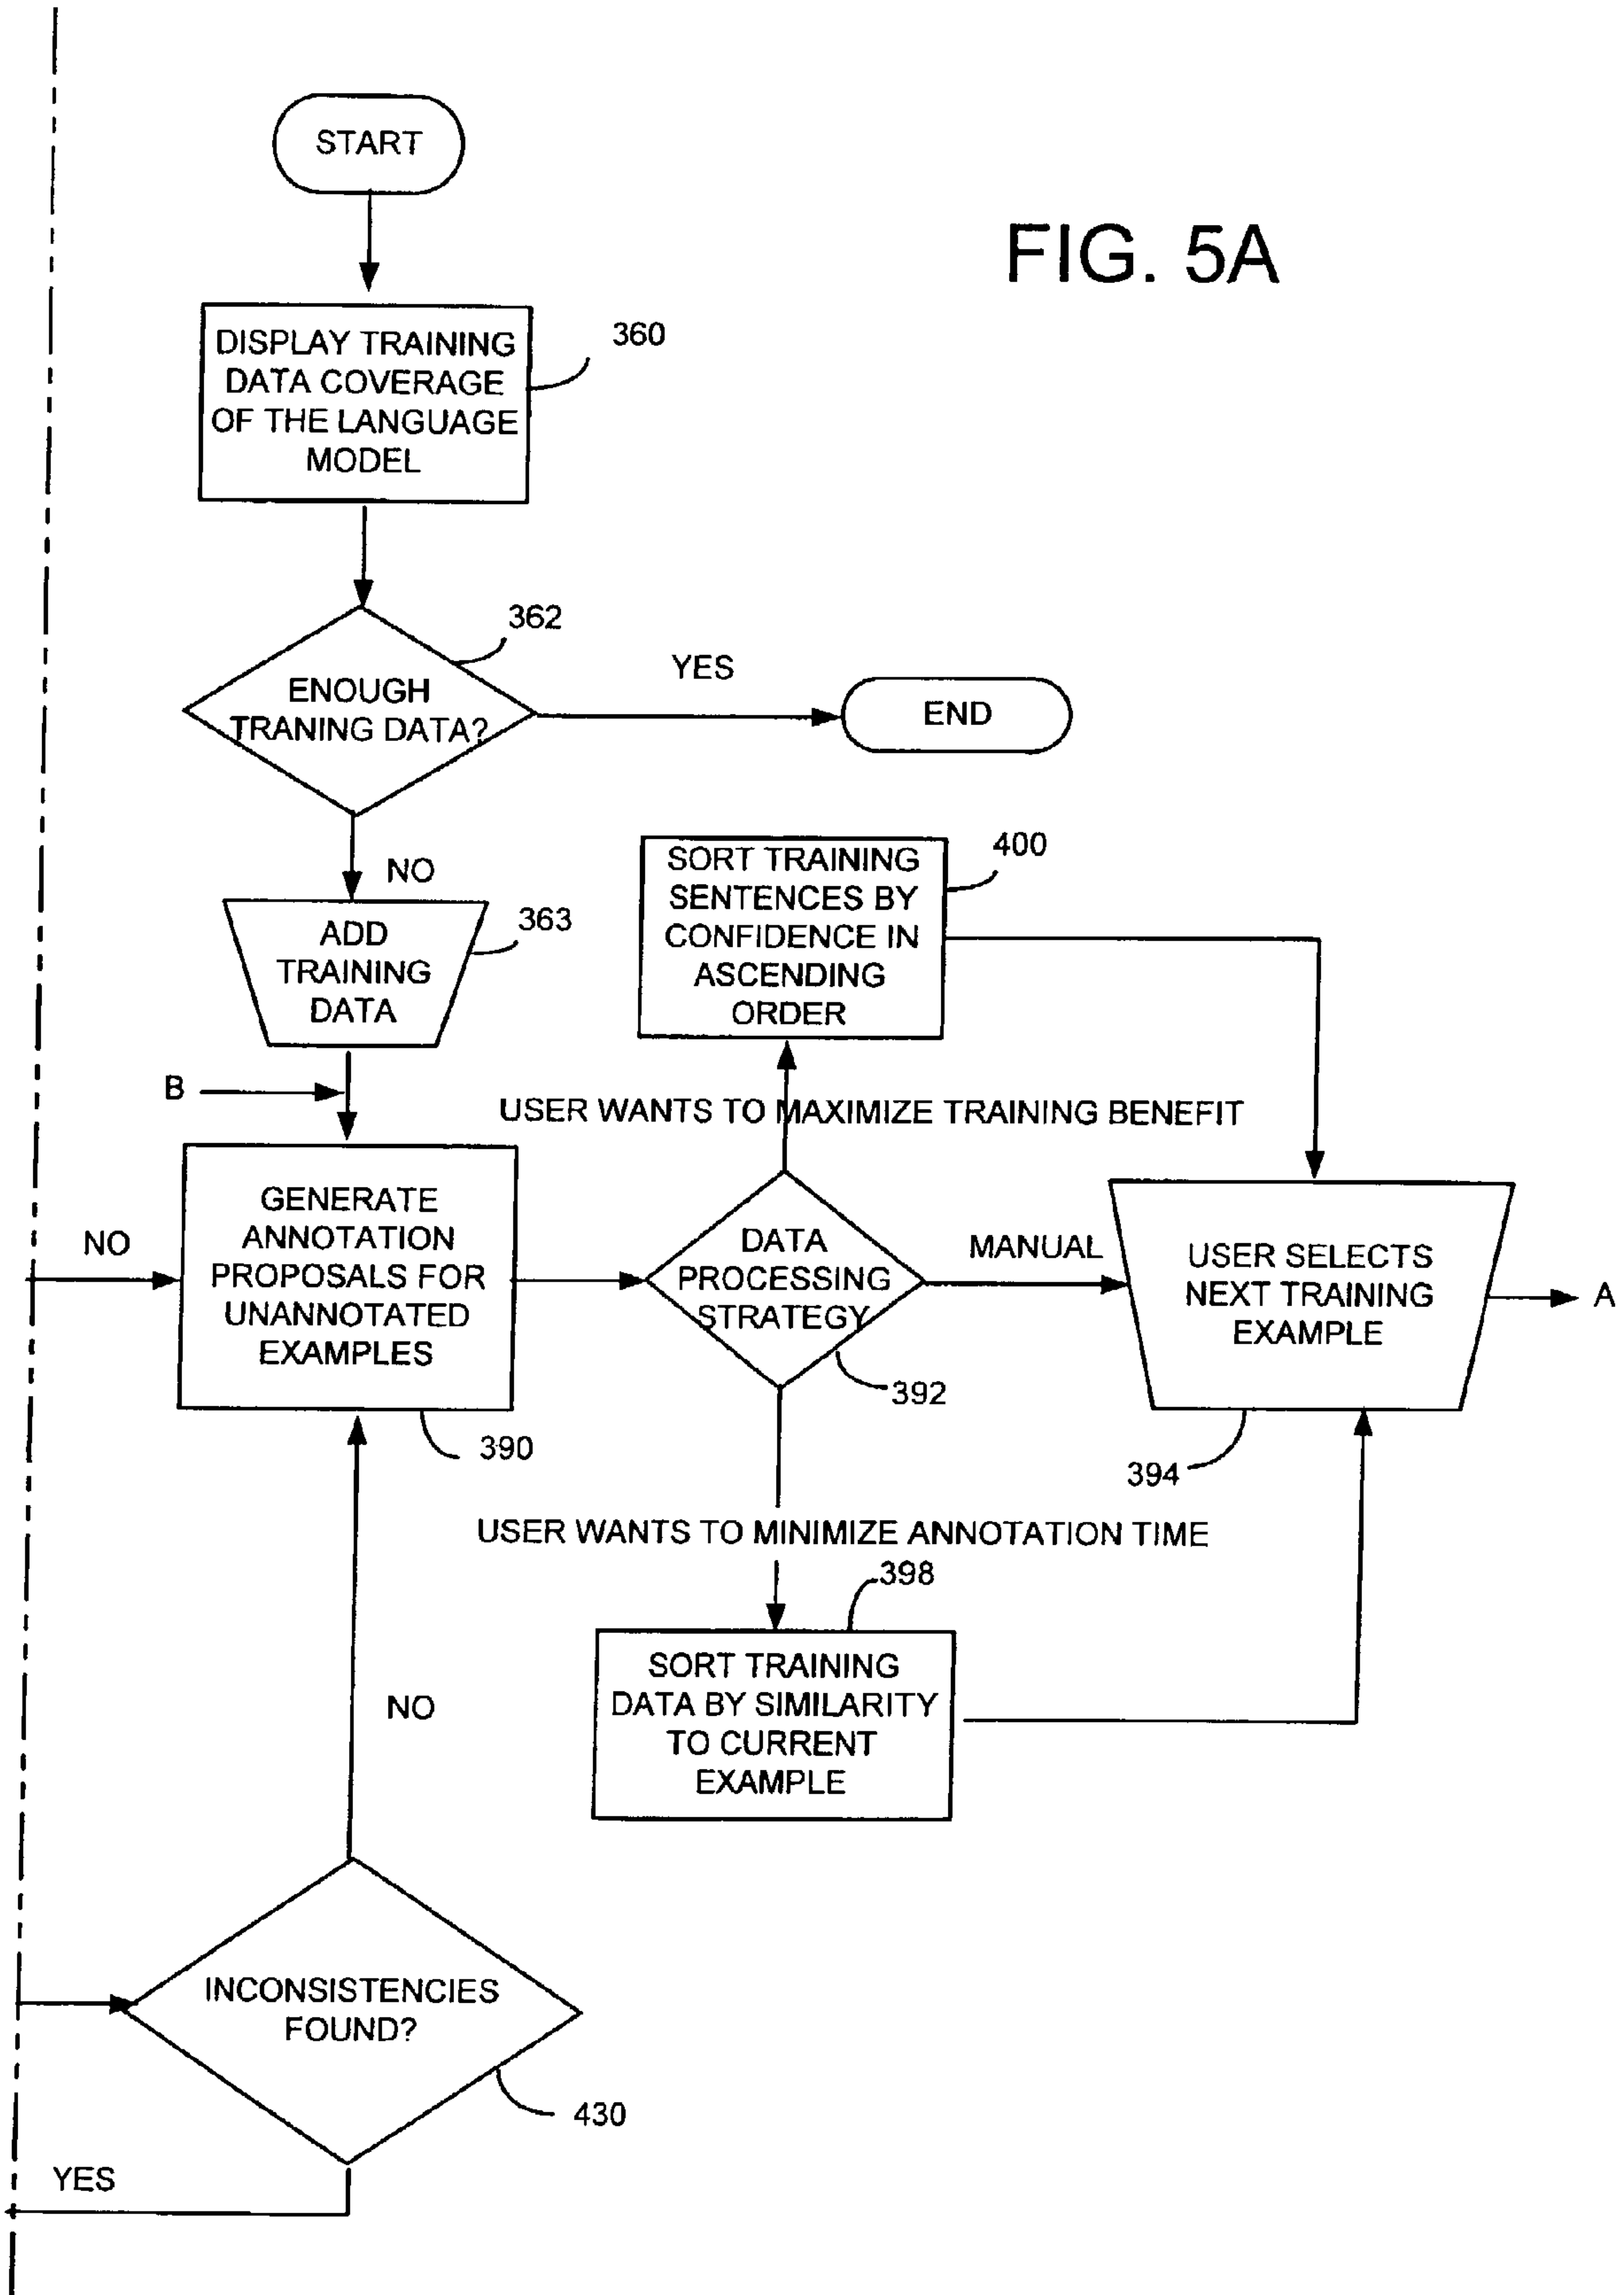 START
FIG. 5A
DISPLAY TRAINING
DATA COVERAGE
OF THE LANGUAGE
MODEL
360
362
ENOUGH
TRANING DATA?
YES
END
NO
ADD
TRAINING
DATA
363
SORT TRAINING
SENTENCES BY
CONFIDENCE IN
ASCENDING
ORDER
400
B
USER WANTS TO MAXIMIZE TRAINING BENEFIT
NO
GENERATE
ANNOTATION
PROPOSALS FOR
UNANNOTATED
EXAMPLES
390
DATA
PROCESSING
STRATEGY
392
MANUAL
USER SELECTS
NEXT TRAINING
EXAMPLE
394
A
USER WANTS TO MINIMIZE ANNOTATION TIME
398
SORT TRAINING
DATA BY SIMILARITY
TO CURRENT
EXAMPLE
NO
INCONSISTENCIES
FOUND?
430
YES